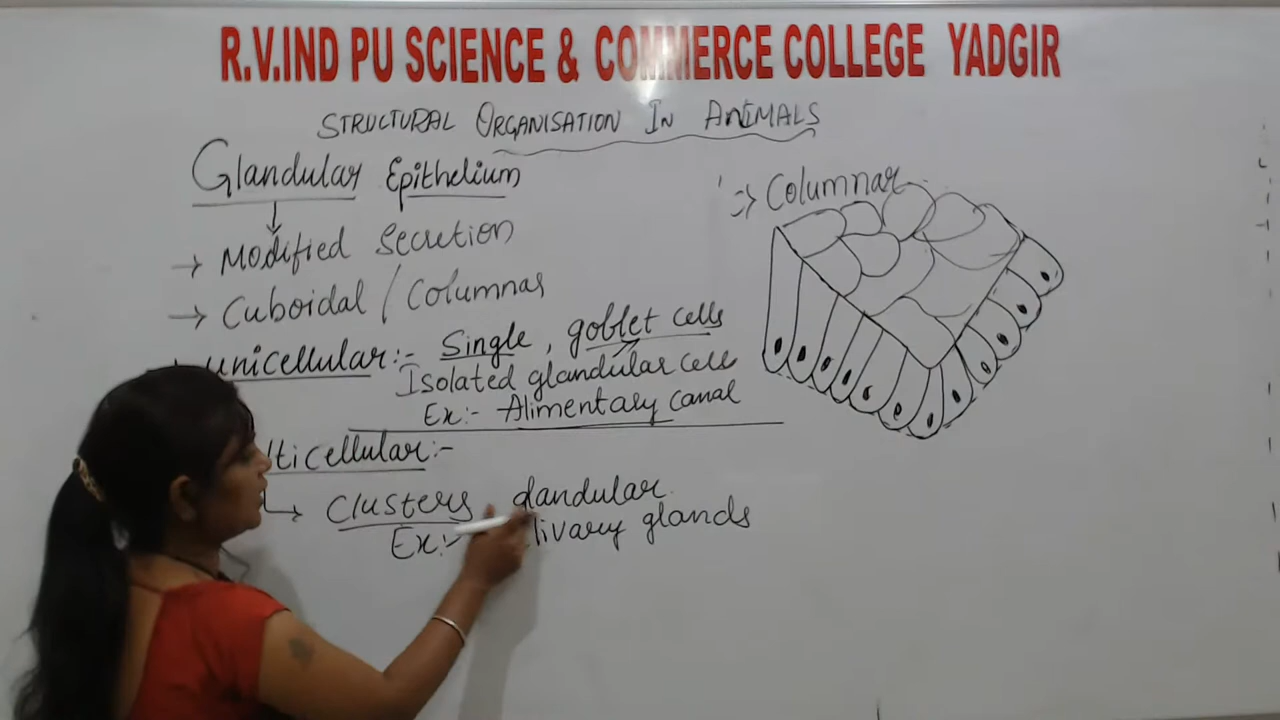 R.V.IND PU SCIENCE & COMMERCE COLLEGE YADGIR
STRUCTURAL ORGANISATION IN ANIMALS
Glandular Epithelium
→ Modified Secretion
→ Cuboidal / Columnar
unicellular:- Single, goblet cells
Isolated glandular cells
Ex:- Alimentary canal
lticellular:-
→ Clusters glandular
Ex:- livary glands
:→ Columnar